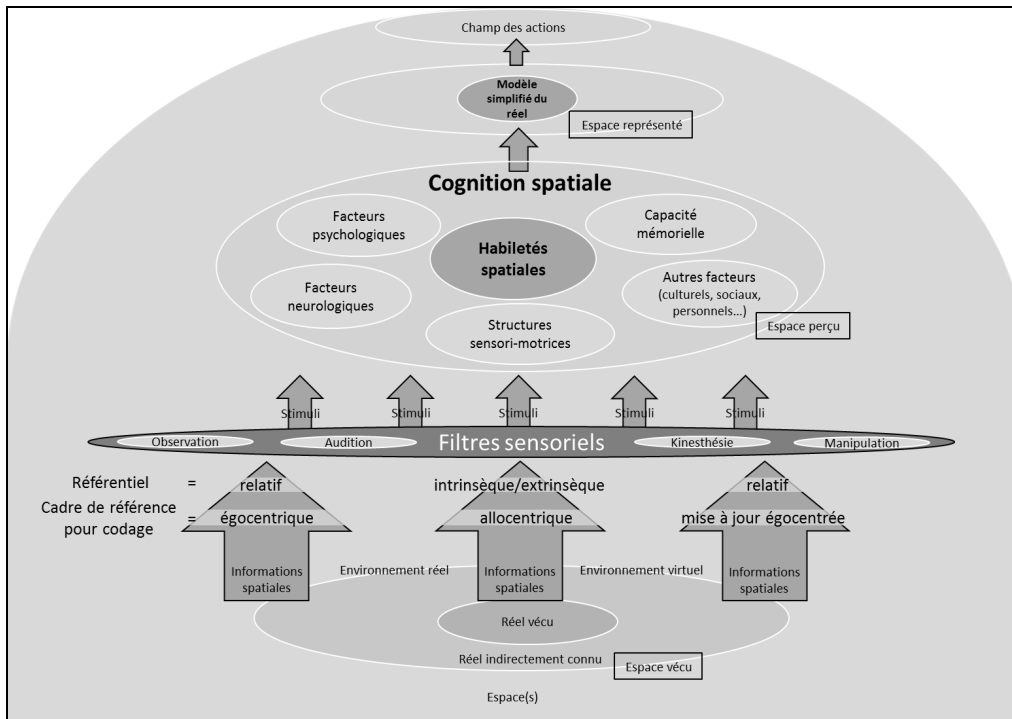 Champ des actions
Modèle
simplifié du
réel
Espace représenté
Cognition spatiale
Facteurs
psychologiques
Capacité
mémorielle
Habiletés
spatiales
Facteurs
neurologiques
Autres facteurs
(culturels, sociaux,
personnels...)
Espace perçu
Structures
sensori-motrices
Stimuli
Stimuli
Stimuli
Stimuli
Stimuli
Observation
Audition
Filtres sensoriels
Kinesthésie
Manipulation
Référentiel = relatif intrinsèque/extrinsèque relatif
Cadre de référence
pour codage = égocentrique allocentrique mise à jour égocentrée
Informations
spatiales
Environnement réel
Informations
spatiales
Environnement virtuel
Informations
spatiales
Réel vécu
Réel indirectement connu
Espace vécu
Espace(s)